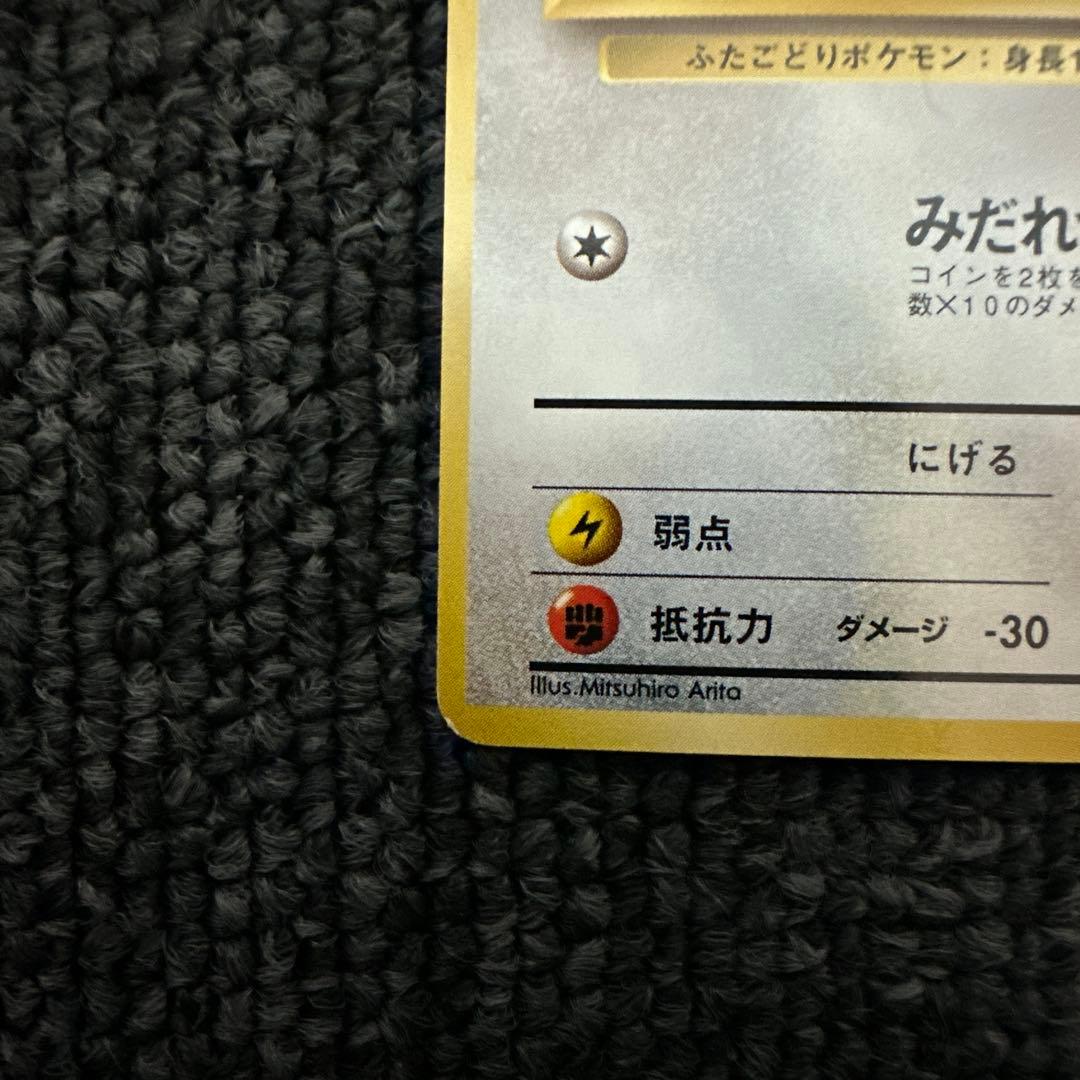 ふたごどりポケモン：身長1
みだれ
コインを2枚を
数×10のダメ
にげる
弱点
抵抗力 ダメージ -30
Illus.Mitsuhiro Arita